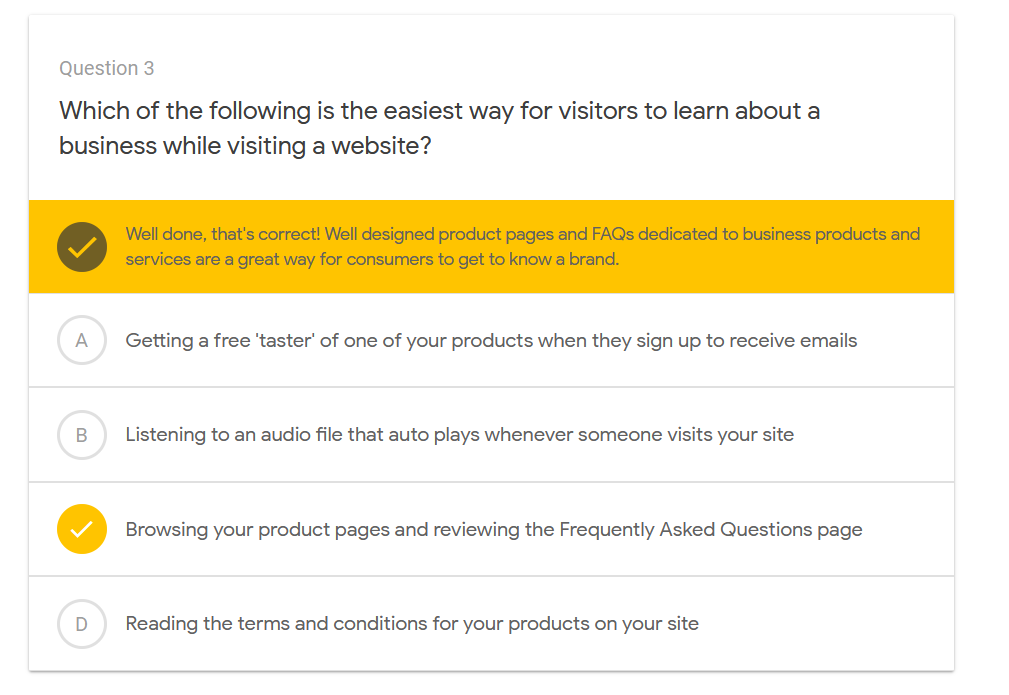 Question 3
Which of the following is the easiest way for visitors to learn about a
business while visiting a website?
Well done, that's correct! Well designed product pages and FAQs dedicated to business products and
services are a great way for consumers to get to know a brand.
A
Getting a free 'taster' of one of your products when they sign up to receive emails
B
Listening to an audio file that auto plays whenever someone visits your site
Browsing your product pages and reviewing the Frequently Asked Questions page
D
Reading the terms and conditions for your products on your site